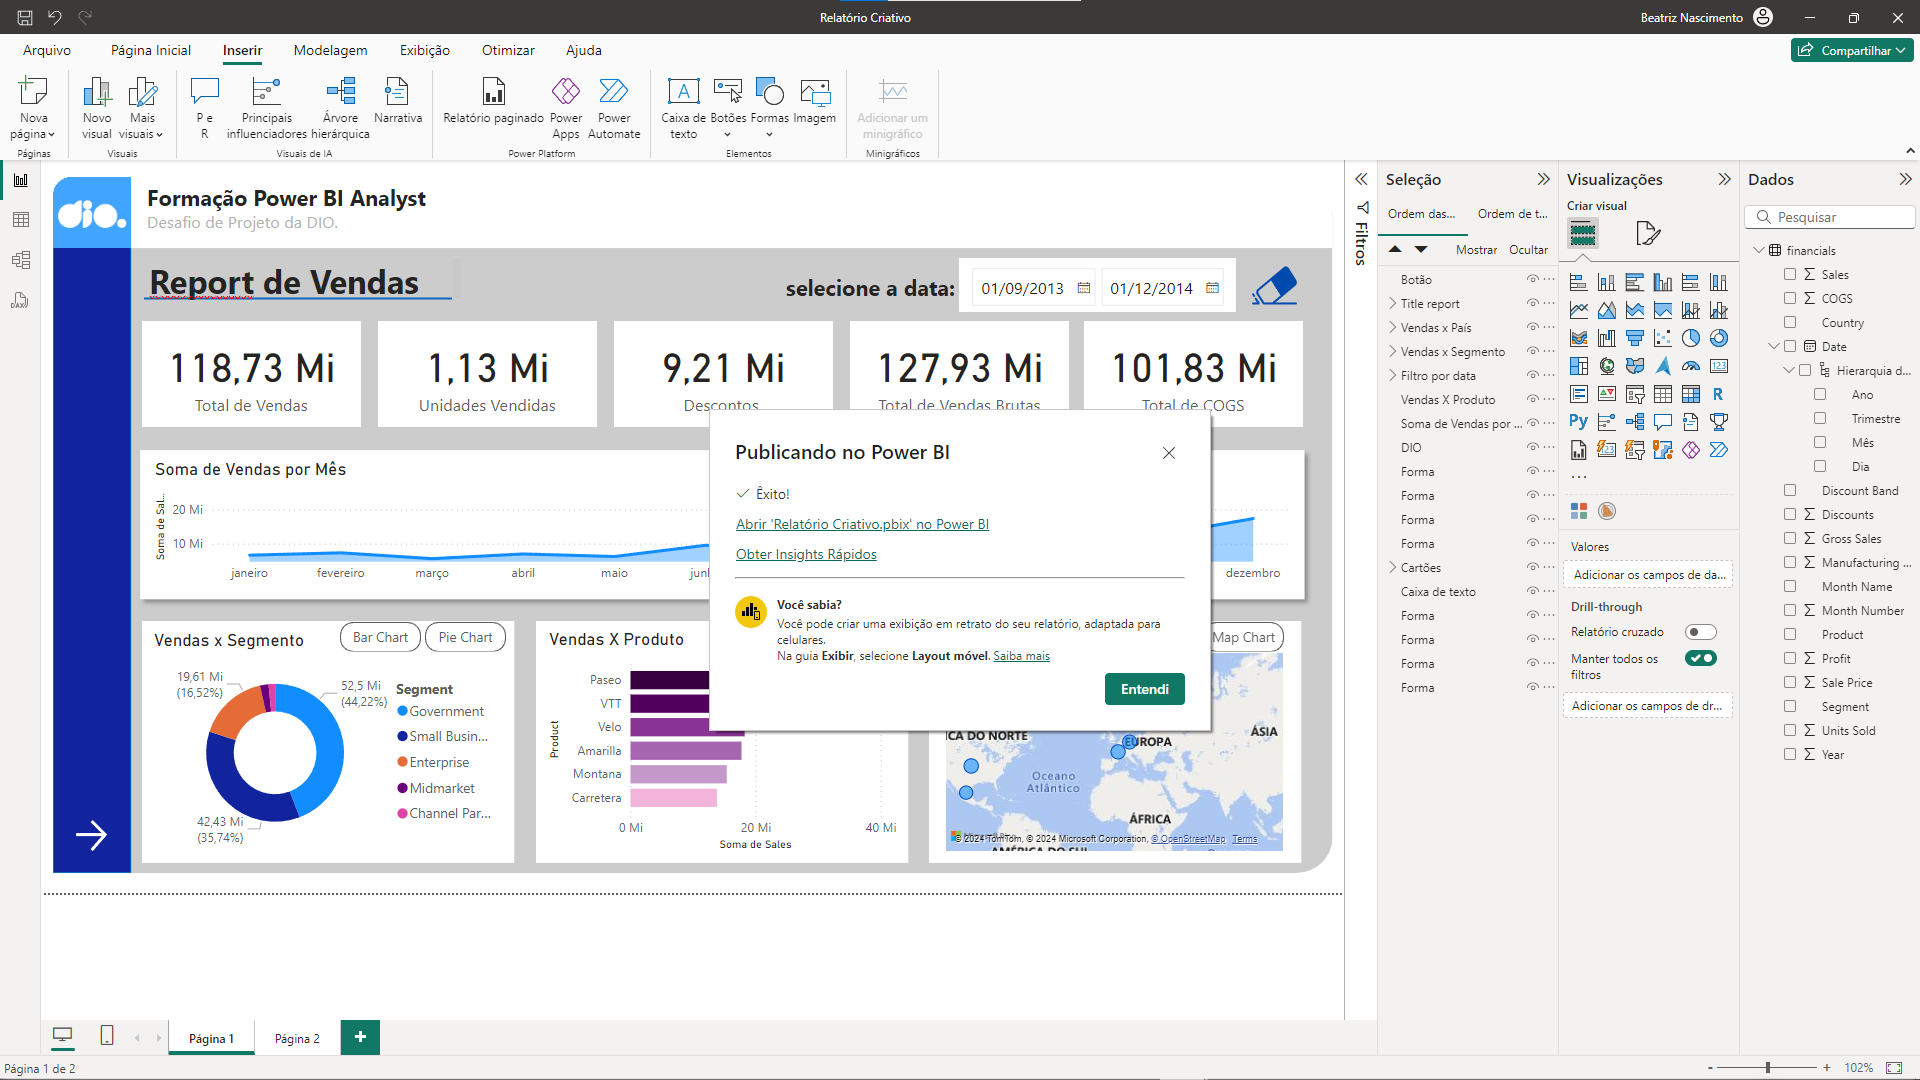 Relatório Criativo
Beatriz Nascimento
Arquivo
Página Inicial
Inserir
Modelagem
Exibição
Otimizar
Ajuda
Compartilhar
Nova página
Novo visual
Mais visuais
P e R
Principais influenciadores
Árvore hierárquica
Narrativa
Relatório paginado
Power Apps
Power Automate
Caixa de texto
Botões
Formas
Imagem
Adicionar um minigráfico
Páginas
Visuais
Visuais de IA
Power Platform
Elementos
Minigráficos
dio.
Formação Power BI Analyst
Desafio de Projeto da DIO.
Report de Vendas
selecione a data:
01/09/2013
01/12/2014
118,73 Mi
Total de Vendas
1,13 Mi
Unidades Vendidas
9,21 Mi
Descontos
127,93 Mi
Total de Vendas Brutas
101,83 Mi
Total de COGS
Soma de Vendas por Mês
Soma de Sal...
20 Mi
10 Mi
janeiro
fevereiro
março
abril
maio
dezembro
Publicando no Power BI
Êxito!
Abrir 'Relatório Criativo.pbix' no Power BI
Obter Insights Rápidos
Você sabia?
Você pode criar uma exibição em retrato do seu relatório, adaptada para
celulares.
Na guia Exibir, selecione Layout móvel. Saiba mais
Entendi
Vendas x Segmento
Bar Chart
Pie Chart
19,61 Mi
(16,52%)
52,5 Mi
(44,22%)
42,43 Mi
(35,74%)
Segment
Government
Small Busin...
Enterprise
Midmarket
Channel Par...
Vendas X Produto
Product
Paseo
VTT
Velo
Amarilla
Montana
Carretera
0 Mi
20 Mi
40 Mi
Soma de Sales
Map Chart
ICA DO NORTE
EUROPA
ÁSIA
Oceano
Atlântico
ÁFRICA
AMÉRICA DO SUL
© 2024 TomTom, © 2024 Microsoft Corporation, © OpenStreetMap Terms
Filtros
Seleção
Ordem das...
Ordem de t...
Mostrar
Ocultar
Botão
Title report
Vendas x País
Vendas x Segmento
Filtro por data
Vendas X Produto
Soma de Vendas por ...
DIO
Forma
Forma
Forma
Forma
Cartões
Caixa de texto
Forma
Forma
Forma
Forma
Visualizações
Criar visual
123
R
Py
...
Valores
Adicionar os campos de da...
Drill-through
Relatório cruzado
Manter todos os
filtros
Adicionar os campos de dr...
Dados
Pesquisar
financials
Sales
COGS
Country
Date
Hierarquia d...
Ano
Trimestre
Mês
Dia
Discount Band
Discounts
Gross Sales
Manufacturing ...
Month Name
Month Number
Product
Profit
Sale Price
Segment
Units Sold
Year
DAX
Página 1
Página 2
+
Página 1 de 2
- + 102%